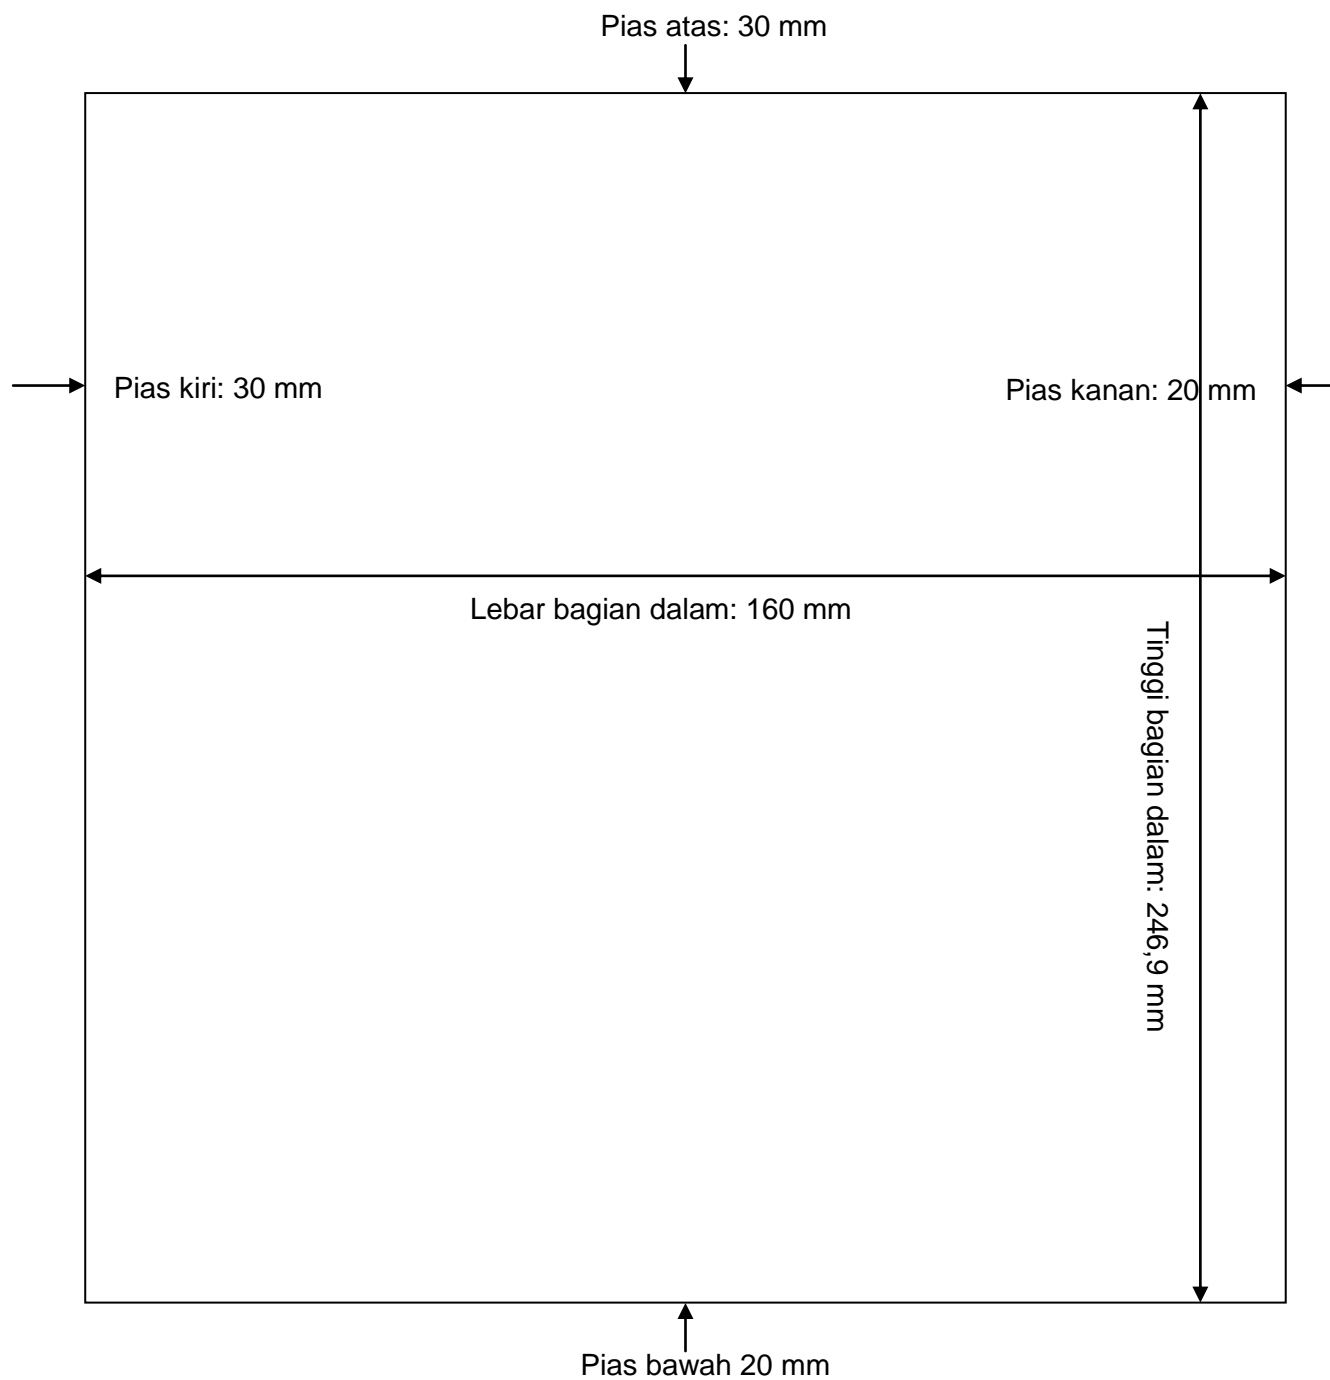 Pias atas: 30 mm
Pias kiri: 30 mm
Pias kanan: 20 mm
Lebar bagian dalam: 160 mm
Tinggi bagian dalam: 246,9 mm
Pias bawah 20 mm